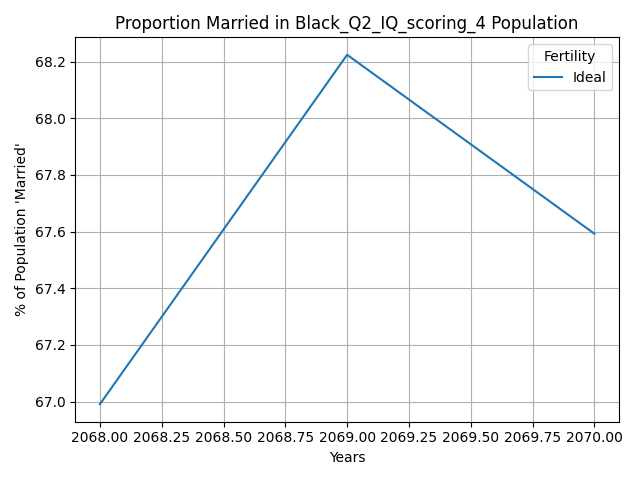 Proportion Married in Black_Q2_IQ_scoring_4 Population
Fertility
Ideal
% of Population 'Married'
68.2
68.0
67.8
67.6
67.4
67.2
67.0
2068.00 2068.25 2068.50 2068.75 2069.00 2069.25 2069.50 2069.75 2070.00
Years